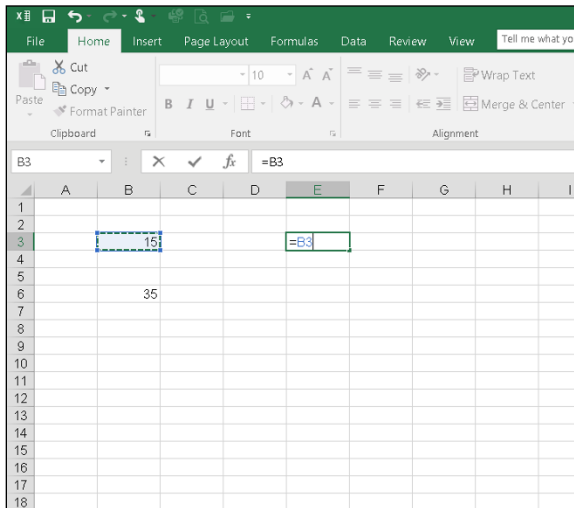 File Home Insert Page Layout Formulas Data Review View Tell me what yo
Cut
Copy
Format Painter
Paste
10 A A
B I U A
Wrap Text
Merge & Center
Clipboard Font Alignment
B3 fx =B3
A B C D E F G H I
1
2
3 15 =B3
4
5
6 35
7
8
9
10
11
12
13
14
15
16
17
18